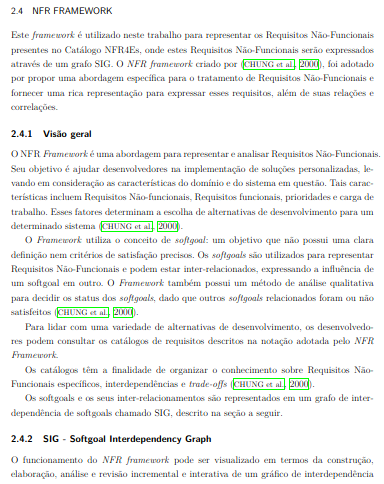 2.4 NFR FRAMEWORK
Este framework é utilizado neste trabalho para representar os Requisitos Não-Funcionais
presentes no Catálogo NFR4Es, onde estes Requisitos Não-Funcionais serão expressados
através de um grafo SIG. O NFR framework criado por (CHUNG et al., 2000), foi adotado
por propor uma abordagem específica para o tratamento de Requisitos Não-Funcionais e
fornecer uma rica representação para expressar esses requisitos, além de suas relações e
correlações.
2.4.1 Visão geral
O NFR Framework é uma abordagem para representar e analisar Requisitos Não-Funcionais.
Seu objetivo é ajudar desenvolvedores na implementação de soluções personalizadas, le-
vando em consideração as características do domínio e do sistema em questão. Tais carac-
terísticas incluem Requisitos Não-funcionais, Requisitos funcionais, prioridades e carga de
trabalho. Esses fatores determinam a escolha de alternativas de desenvolvimento para um
determinado sistema (CHUNG et al., 2000).
O Framework utiliza o conceito de softgoal: um objetivo que não possui uma clara
definição nem critérios de satisfação precisos. Os softgoals são utilizados para representar
Requisitos Não-Funcionais e podem estar inter-relacionados, expressando a influência de
um softgoal em outro. O Framework também possui um método de análise qualitativa
para decidir os status dos softgoals, dado que outros softgoals relacionados foram ou não
satisfeitos (CHUNG et al., 2000).
Para lidar com uma variedade de alternativas de desenvolvimento, os desenvolvedo-
res podem consultar os catálogos de requisitos descritos na notação adotada pelo NFR
Framework.
Os catálogos têm a finalidade de organizar o conhecimento sobre Requisitos Não-
Funcionais específicos, interdependências e trade-offs (CHUNG et al., 2000).
Os softgoals e os seus inter-relacionamentos são representados em um grafo de inter-
dependência de softgoals chamado SIG, descrito na seção a seguir.
2.4.2 SIG - Softgoal Interdependency Graph
O funcionamento do NFR framework pode ser visualizado em termos da construção,
elaboração, análise e revisão incremental e interativa de um gráfico de interdependência